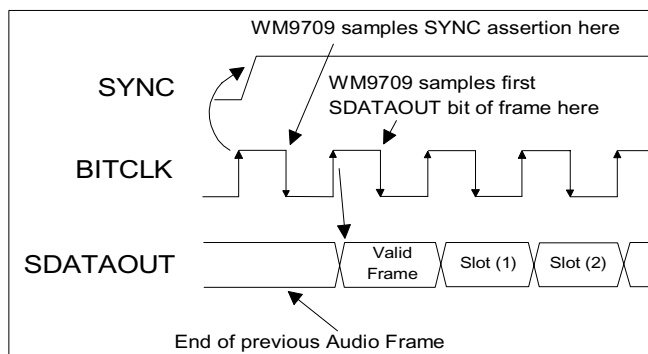 WM9709 samples SYNC assertion here
SYNC
WM9709 samples first
SDATAOUT bit of frame here
BITCLK
SDATAOUT
Valid
Frame
Slot (1)
Slot (2)
End of previous Audio Frame